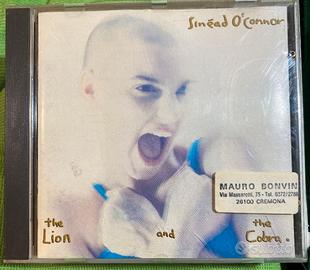 Sinéad O'Connor
MAURO BONVIN
26100 CREMONA
the
Lion
and
the
Cobra.